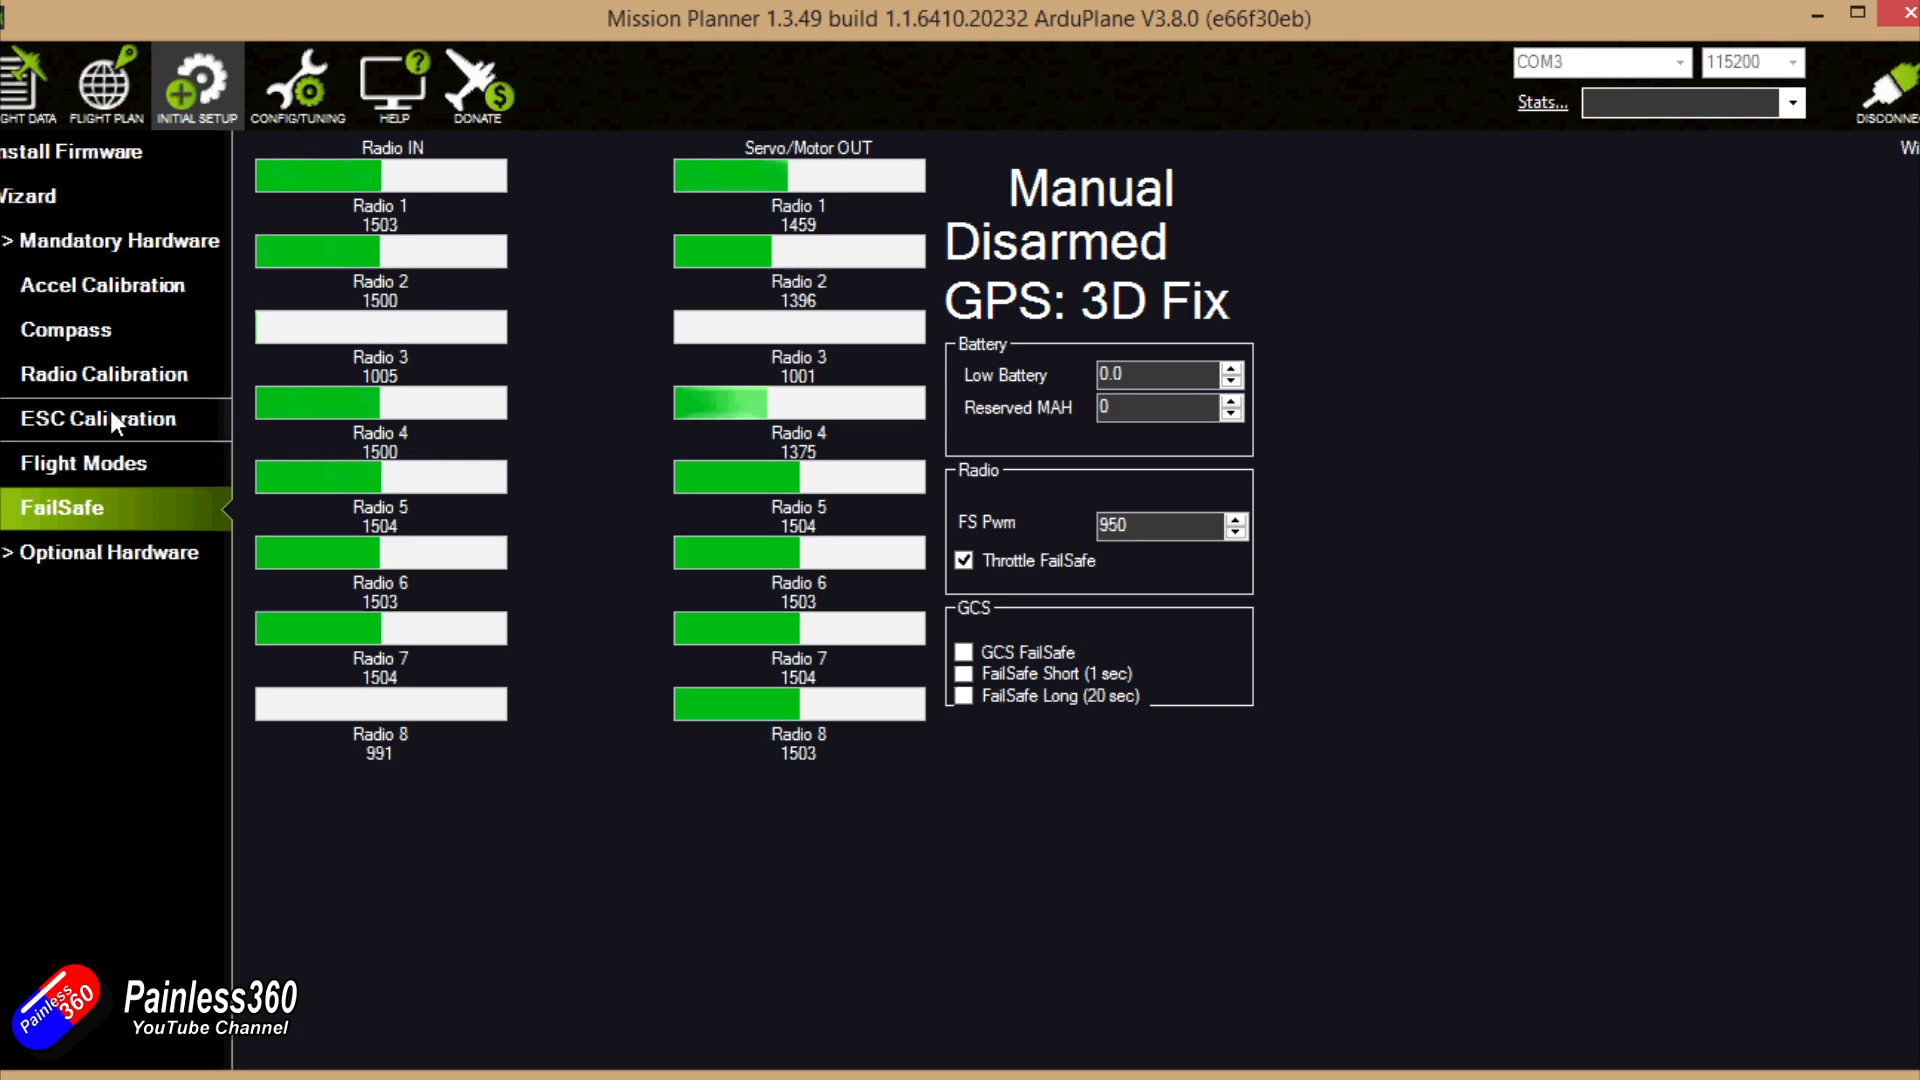 Mission Planner 1.3.49 build 1.1.6410.20232 ArduPlane V3.8.0 (e66f30eb)
GHT DATA
FLIGHT PLAN
INITIAL SETUP
CONFIG/TUNING
HELP
DONATE
COM3
115200
Stats...
DISCONNE
nstall Firmware
Wizard
> Mandatory Hardware
Accel Calibration
Compass
Radio Calibration
ESC Calibration
Flight Modes
FailSafe
> Optional Hardware
Radio IN
Radio 1
1503
Radio 2
1500
Radio 3
1005
Radio 4
1500
Radio 5
1504
Radio 6
1503
Radio 7
1504
Radio 8
991
Servo/Motor OUT
Radio 1
1459
Radio 2
1396
Radio 3
1001
Radio 4
1375
Radio 5
1504
Radio 6
1503
Radio 7
1504
Radio 8
1503
Manual
Disarmed
GPS: 3D Fix
Battery
Low Battery 0.0
Reserved MAH 0
Radio
FS Pwm 950
Throttle FailSafe
GCS
GCS FailSafe
FailSafe Short (1 sec)
FailSafe Long (20 sec)
Wi
Painless
360
Painless360
YouTube Channel